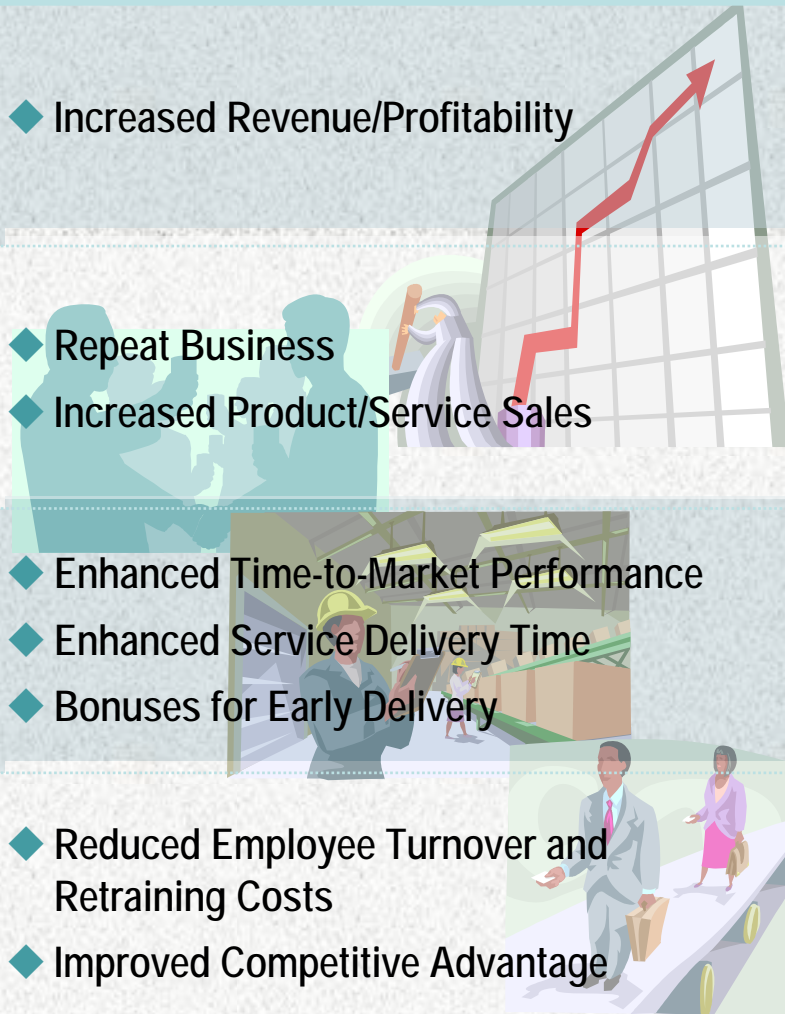 Increased Revenue/Profitability
Repeat Business
Increased Product/Service Sales
Enhanced Time-to-Market Performance
Enhanced Service Delivery Time
Bonuses for Early Delivery
Reduced Employee Turnover and
Retraining Costs
Improved Competitive Advantage